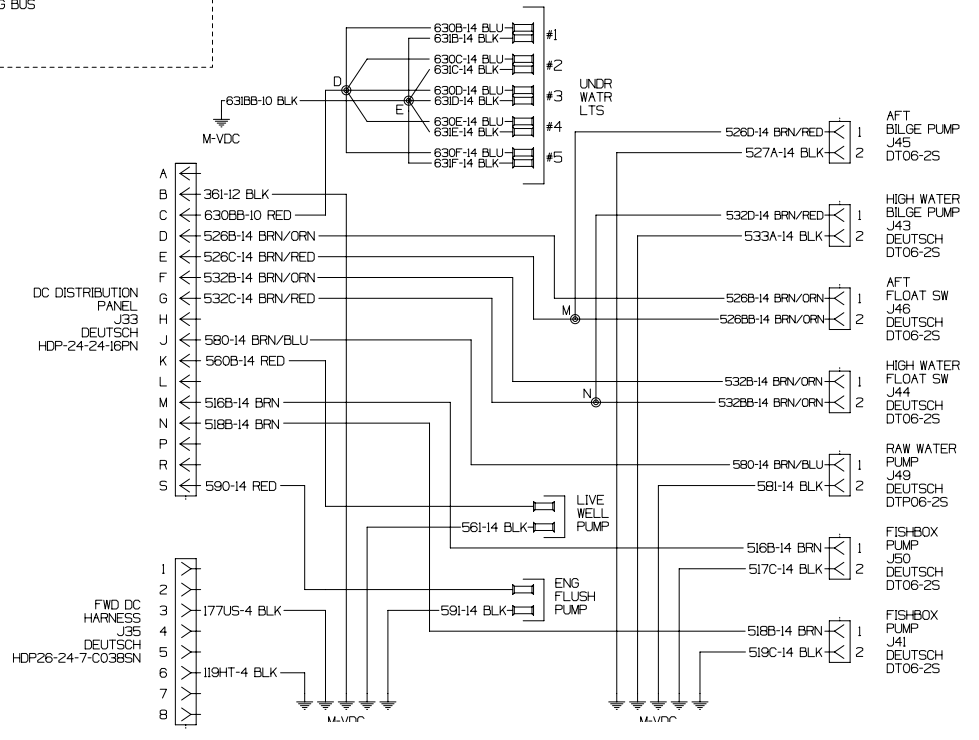 G BUS
630B-14 BLU
631B-14 BLK
#1
630C-14 BLU
631C-14 BLK
#2
630D-14 BLU
631D-14 BLK
#3
630E-14 BLU
631E-14 BLK
#4
630F-14 BLU
631F-14 BLK
#5
UNDR
WATR
LTS
D
E
631BB-10 BLK
M-VDC
DC DISTRIBUTION
PANEL
J33
DEUTSCH
HDP-24-24-16PN
A
B 361-12 BLK
C 630BB-10 RED
D 526B-14 BRN/ORN
E 526C-14 BRN/RED
F 532B-14 BRN/ORN
G 532C-14 BRN/RED
H
J 580-14 BRN/BLU
K 560B-14 RED
L
M 516B-14 BRN
N 518B-14 BRN
P
R
S 590-14 RED
M
N
526D-14 BRN/RED 1
527A-14 BLK 2
AFT
BILGE PUMP
J45
DT06-2S
532D-14 BRN/RED 1
533A-14 BLK 2
HIGH WATER
BILGE PUMP
J43
DEUTSCH
DT06-2S
526B-14 BRN/ORN 1
526BB-14 BRN/ORN 2
AFT
FLOAT SW
J46
DEUTSCH
DT06-2S
532B-14 BRN/ORN 1
532BB-14 BRN/ORN 2
HIGH WATER
FLOAT SW
J44
DEUTSCH
DT06-2S
580-14 BRN/BLU 1
581-14 BLK 2
RAW WATER
PUMP
J49
DEUTSCH
DTP06-2S
516B-14 BRN 1
517C-14 BLK 2
FISHBOX
PUMP
J50
DEUTSCH
DT06-2S
518B-14 BRN 1
519C-14 BLK 2
FISHBOX
PUMP
J41
DEUTSCH
DT06-2S
561-14 BLK
LIVE
WELL
PUMP
591-14 BLK
ENG
FLUSH
PUMP
FWD DC
HARNESS
J35
DEUTSCH
HDP26-24-7-C038SN
1
2
3 177US-4 BLK
4
5
6 119HT-4 BLK
7
8
M-VDC
M-VDC